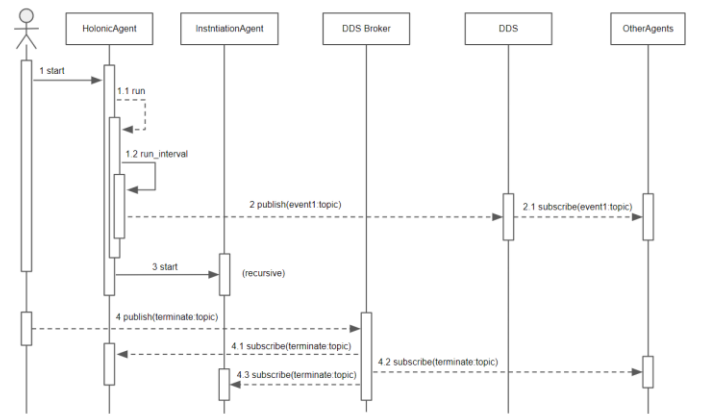 HolonicAgent
InstntiationAgent
DDS Broker
DDS
OtherAgents
1 start
1.1 run
1.2 run_interval
2 publish(event1:topic)
2.1 subscribe(event1:topic)
3 start
(recursive)
4 publish(terminate:topic)
4.1 subscribe(terminate:topic)
4.2 subscribe(terminate:topic)
4.3 subscribe(terminate:topic)